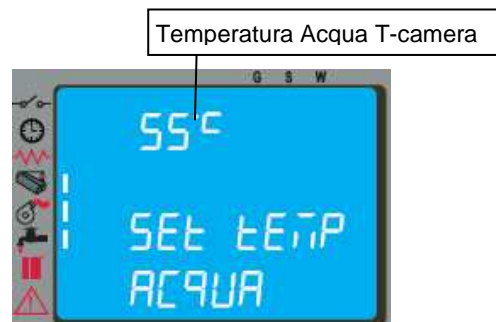 Temperatura Acqua T-camera
G S W
55°C
SEt tEMP
ACqUA